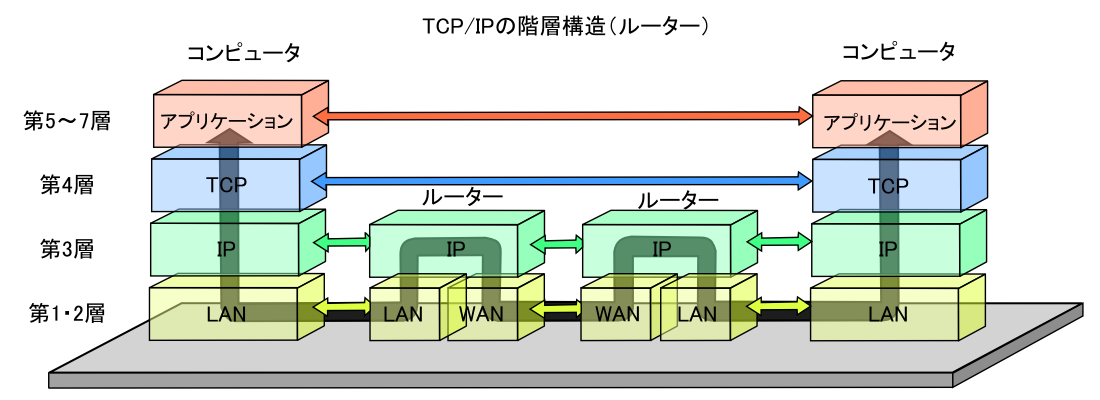 TCP/IPの階層構造(ルーター)
コンピュータ
コンピュータ
第5～7層
アプリケーション
アプリケーション
第4層
TCP
TCP
ルーター
ルーター
第3層
IP
IP
IP
IP
第1・2層
LAN
LAN
WAN
WAN
LAN
LAN